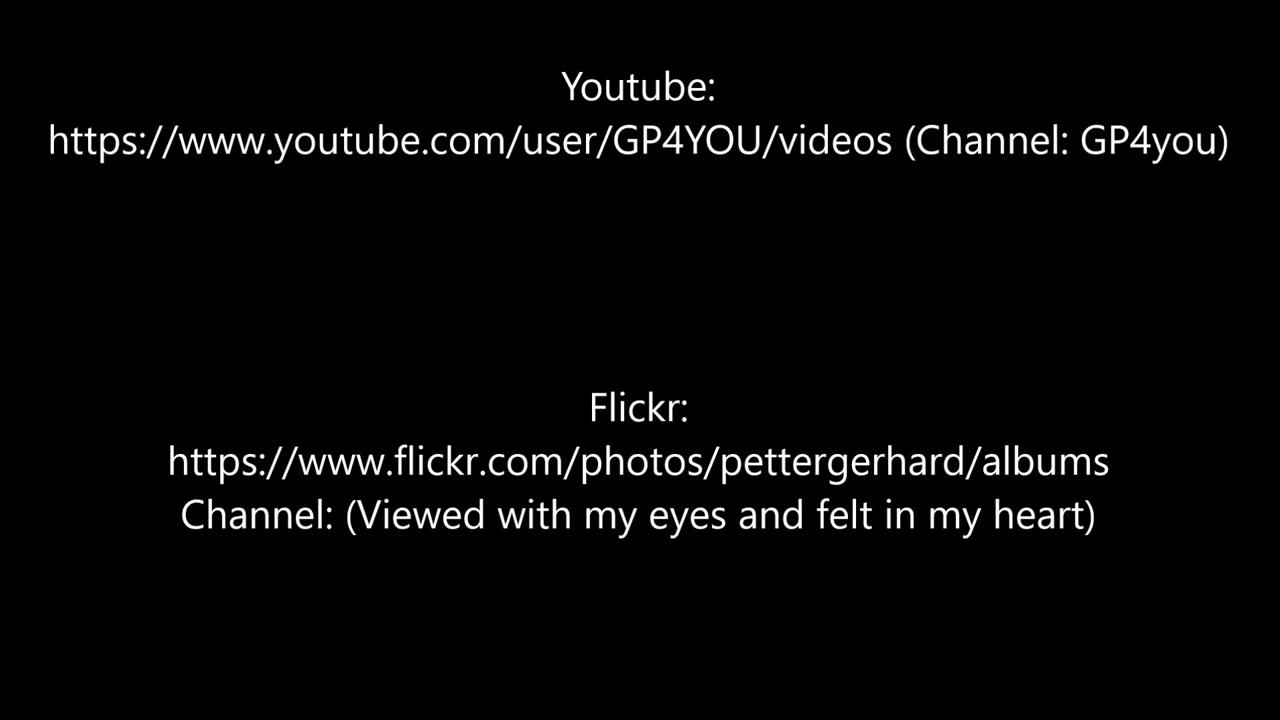 Youtube:
https://www.youtube.com/user/GP4YOU/videos (Channel: GP4you)
Flickr:
https://www.flickr.com/photos/pettergerhard/albums
Channel: (Viewed with my eyes and felt in my heart)